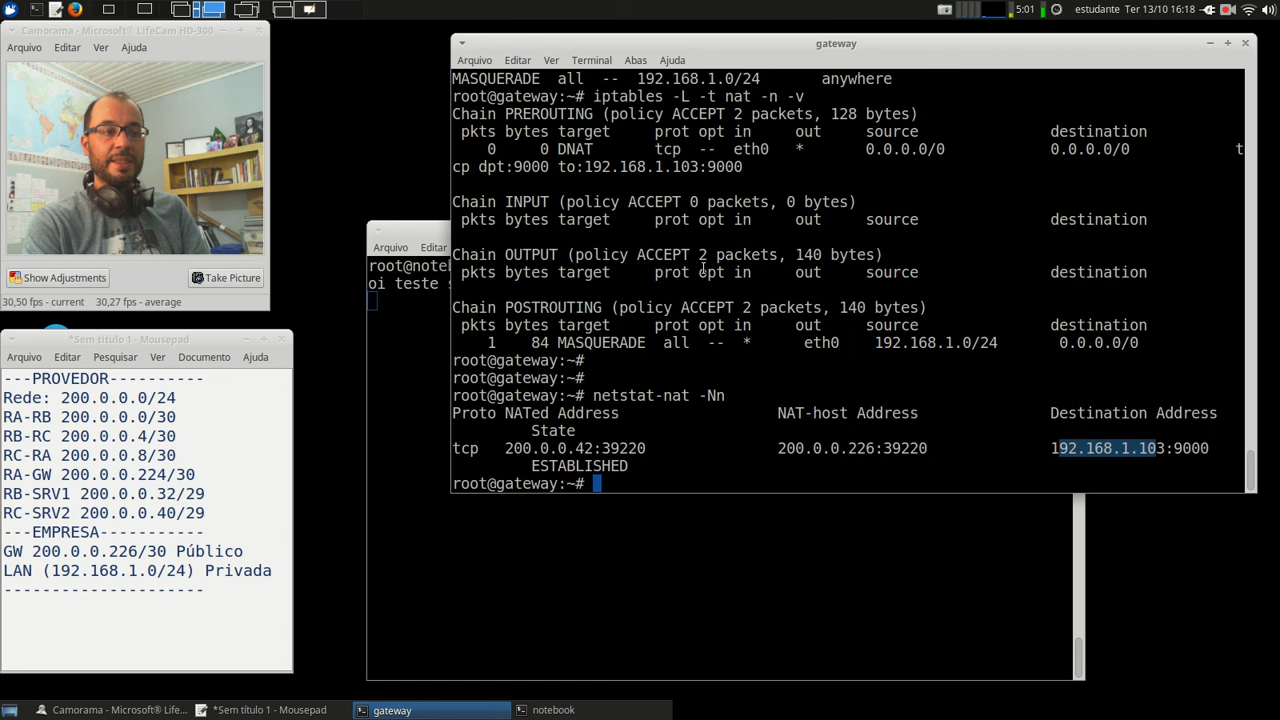 5:01
estudante Ter 13/10 16:18
Camorama - Microsoft® LifeCam HD-300
Arquivo Editar Ver Ajuda
Show Adjustments
Take Picture
30,50 fps - current 30,27 fps - average
*Sem título 1 - Mousepad
Arquivo Editar Pesquisar Ver Documento Ajuda
---PROVEDOR----------
Rede: 200.0.0.0/24
RA-RB 200.0.0.0/30
RB-RC 200.0.0.4/30
RC-RA 200.0.0.8/30
RA-GW 200.0.0.224/30
RB-SRV1 200.0.0.32/29
RC-SRV2 200.0.0.40/29
---EMPRESA-----------
GW 200.0.0.226/30 Público
LAN (192.168.1.0/24) Privada
---------------------
Arquivo Editar
root@noteb
oi teste s
gateway
Arquivo Editar Ver Terminal Abas Ajuda
MASQUERADE all -- 192.168.1.0/24 anywhere
root@gateway:~# iptables -L -t nat -n -v
Chain PREROUTING (policy ACCEPT 2 packets, 128 bytes)
pkts bytes target prot opt in out source destination
0 0 DNAT tcp -- eth0 * 0.0.0.0/0 0.0.0.0/0 t
cp dpt:9000 to:192.168.1.103:9000
Chain INPUT (policy ACCEPT 0 packets, 0 bytes)
pkts bytes target prot opt in out source destination
Chain OUTPUT (policy ACCEPT 2 packets, 140 bytes)
pkts bytes target prot opt in out source destination
Chain POSTROUTING (policy ACCEPT 2 packets, 140 bytes)
pkts bytes target prot opt in out source destination
1 84 MASQUERADE all -- * eth0 192.168.1.0/24 0.0.0.0/0
root@gateway:~#
root@gateway:~#
root@gateway:~# netstat-nat -Nn
Proto NATed Address NAT-host Address Destination Address
State
tcp 200.0.0.42:39220 200.0.0.226:39220 192.168.1.103:9000
ESTABLISHED
root@gateway:~#
Camorama - Microsoft® LifeC...
*Sem título 1 - Mousepad
gateway
notebook